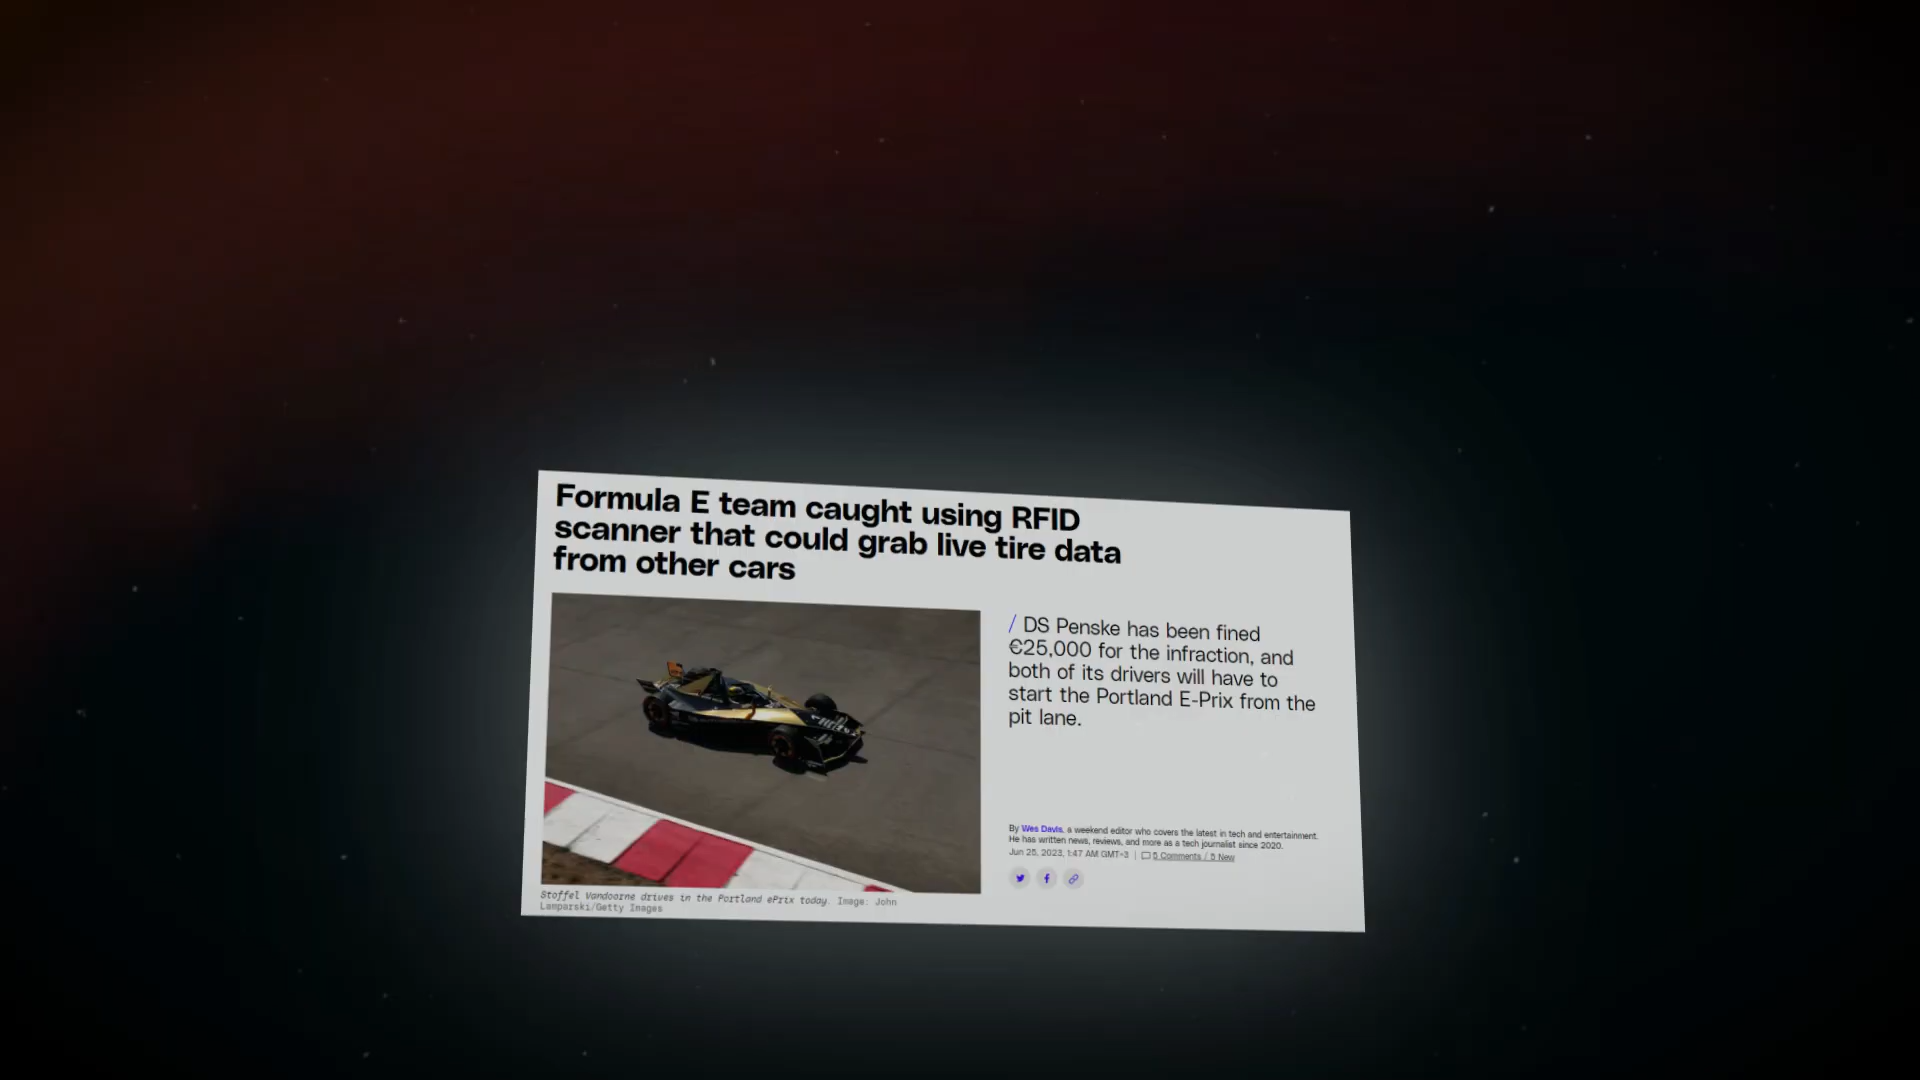 Formula E team caught using RFID
scanner that could grab live tire data
from other cars
/ DS Penske has been fined
€25,000 for the infraction, and
both of its drivers will have to
start the Portland E-Prix from the
pit lane.
By Wes Davis, a weekend editor who covers the latest in tech and entertainment.
He has written news, reviews, and more as a tech journalist since 2020.
Jun 25, 2023, 1:47 AM GMT+3 | 5 Comments / 5 New
Stoffel Vandoorne drives in the Portland ePrix today. Image: John
Lamparski/Getty Images